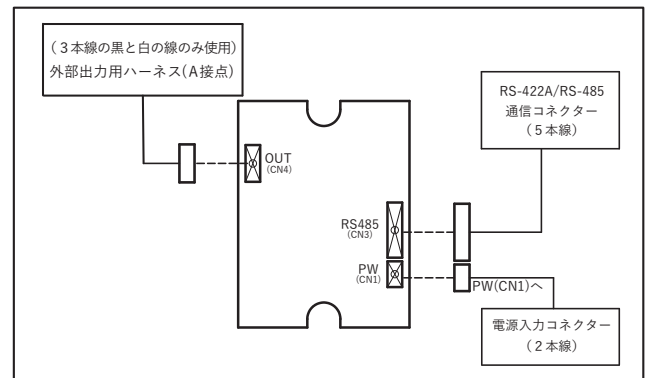 （3本線の黒と白の線のみ使用）
外部出力用ハーネス(A接点)
RS-422A/RS-485
通信コネクター
（5本線）
OUT
(CN4)
RS485
(CN3)
PW
(CN1)
PW(CN1)へ
電源入力コネクター
（2本線）